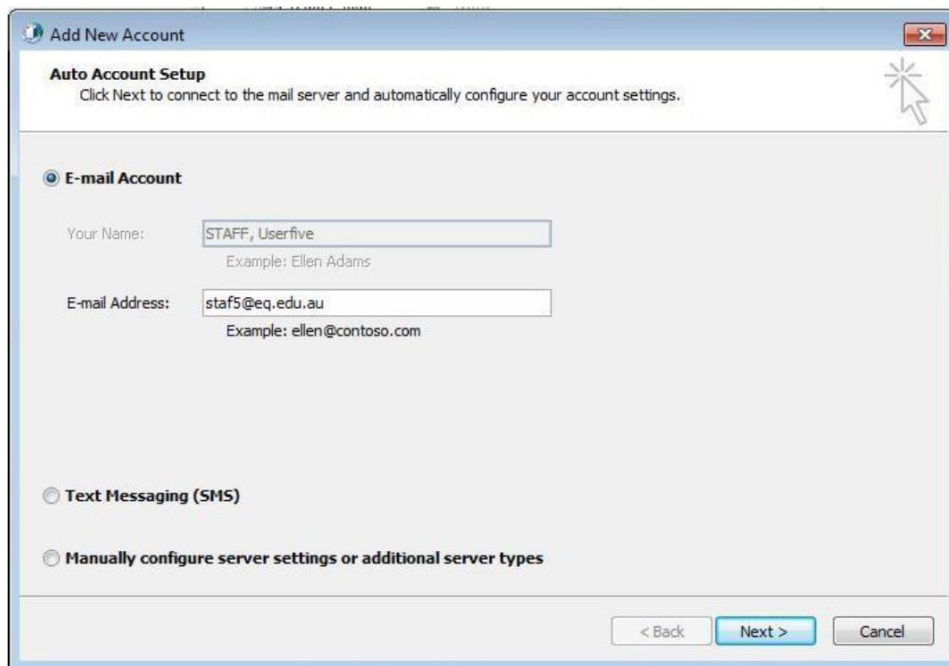 Add New Account
Auto Account Setup
Click Next to connect to the mail server and automatically configure your account settings.
E-mail Account
Your Name: STAFF, Userfive
Example: Ellen Adams
E-mail Address: staf5@eq.edu.au
Example: ellen@contoso.com
Text Messaging (SMS)
Manually configure server settings or additional server types
< Back Next > Cancel